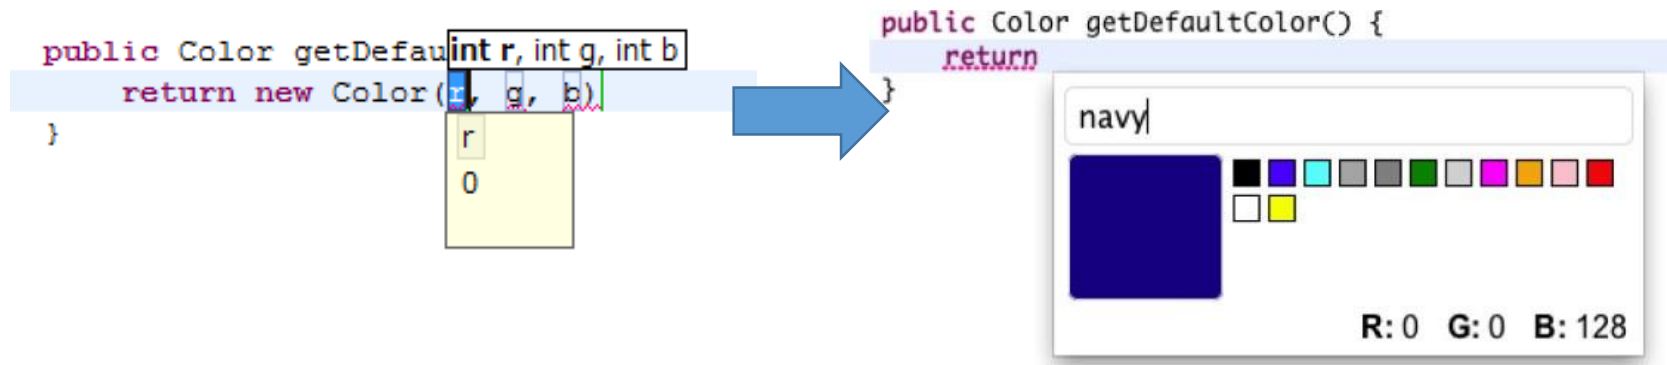 public Color getDefau
int r, int g, int b
return new Color(r, g, b)
}
r
0
public Color getDefaultColor() {
return
}
navy
R: 0 G: 0 B: 128